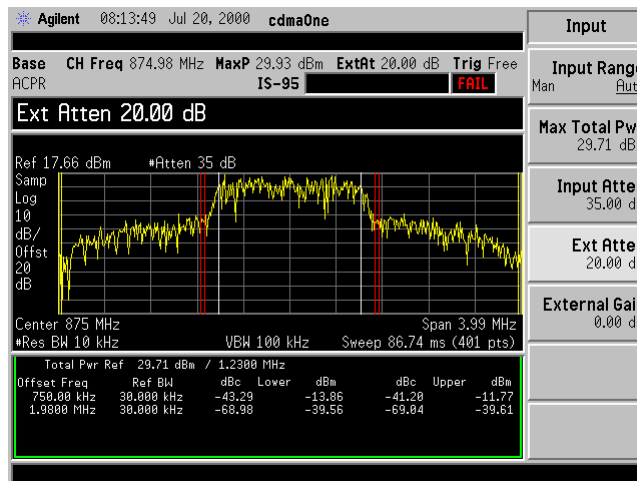 Agilent 08:13:49 Jul 20, 2000 cdmaOne
Base CH Freq 874.98 MHz MaxP 29.93 dBm ExtAt 20.00 dB Trig Free
ACPR IS-95 FAIL
Ext Atten 20.00 dB
Ref 17.66 dBm #Atten 35 dB
Samp
Log
10
dB/
Offst
20
dB
Center 875 MHz Span 3.99 MHz
#Res BW 10 kHz VBW 100 kHz Sweep 86.74 ms (401 pts)
Total Pwr Ref 29.71 dBm / 1.2300 MHz
Offset Freq Ref BW dBc Lower dBm dBc Upper dBm
750.00 kHz 30.000 kHz -43.29 -13.86 -41.20 -11.77
1.9800 MHz 30.000 kHz -68.98 -39.56 -69.04 -39.61
Input
Input Rang
Man Aut
Max Total Pw
29.71 dB
Input Atte
35.00 d
Ext Atte
20.00 d
External Gai
0.00 d